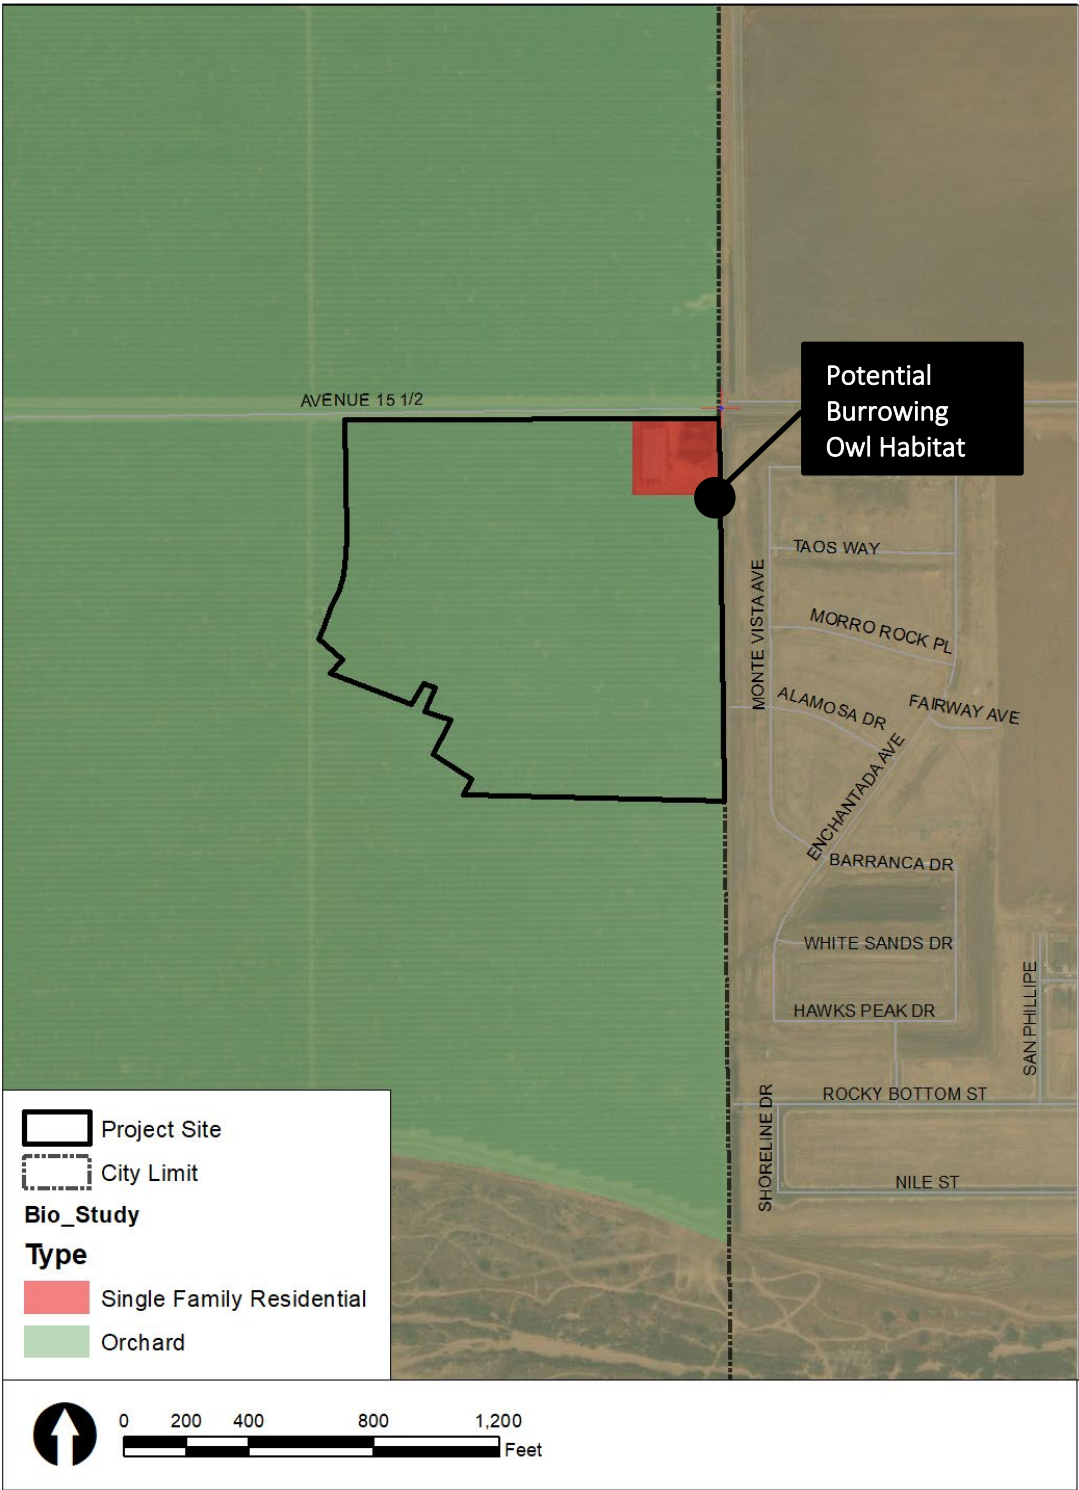 AVENUE 15 1/2
Potential
Burrowing
Owl Habitat
TAOS WAY
MORRO ROCK PL
MONTE VISTA AVE
ALAMOSA DR
FAIRWAY AVE
ENCHANTADA AVE
BARRANCA DR
WHITE SANDS DR
HAWKS PEAK DR
SAN PHILLIPE
ROCKY BOTTOM ST
SHORELINE DR
NILE ST
Project Site
City Limit
Bio_Study
Type
Single Family Residential
Orchard
0 200 400 800 1,200
Feet